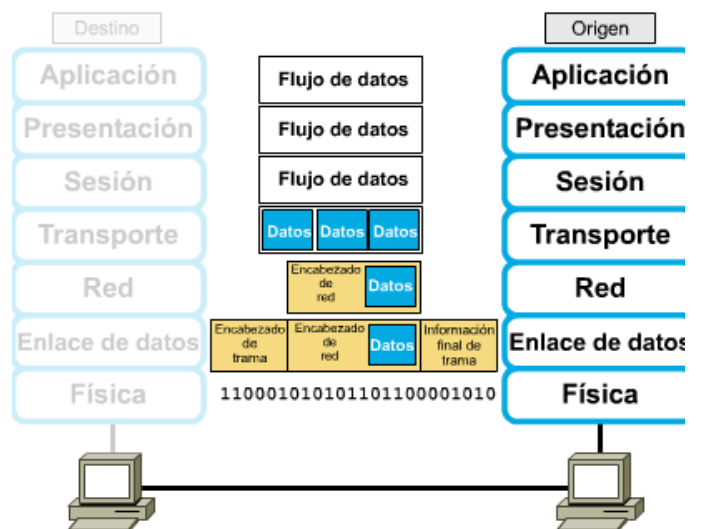 Destino
Origen
Aplicación
Flujo de datos
Aplicación
Presentación
Flujo de datos
Presentación
Sesión
Flujo de datos
Sesión
Transporte
Datos Datos Datos
Transporte
Red
Encabezado
de
red
Datos
Red
Enlace de datos
Encabezado
de
trama
Encabezado
de
red
Datos
Información
final de
trama
Enlace de datos
Física
110001010101101100001010
Física